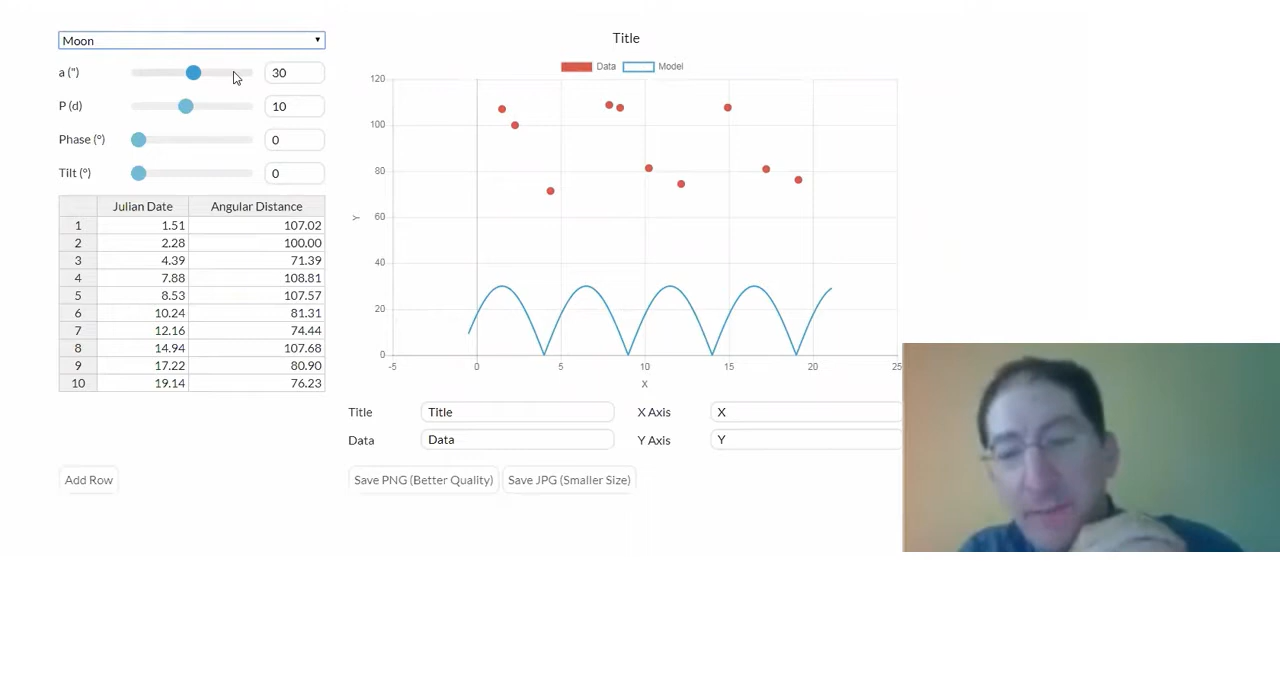 Moon
a (") 30
P (d) 10
Phase (°) 0
Tilt (°) 0
Julian Date Angular Distance
1 1.51 107.02
2 2.28 100.00
3 4.39 71.39
4 7.88 108.81
5 8.53 107.57
6 10.24 81.31
7 12.16 74.44
8 14.94 107.68
9 17.22 80.90
10 19.14 76.23
Add Row
Title
Data Model
120
100
80
60
40
20
0
Y
-5 0 5 10 15 20 25
X
Title Title X Axis X
Data Data Y Axis Y
Save PNG (Better Quality) Save JPG (Smaller Size)